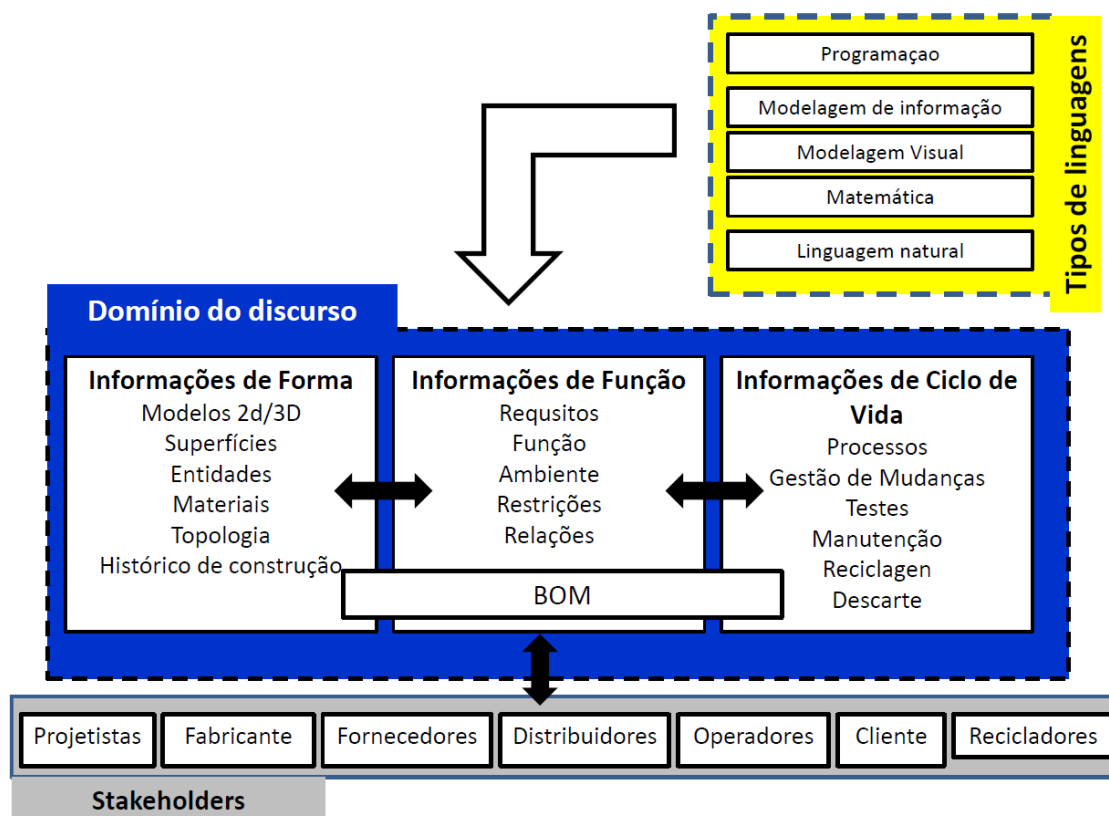 Programaçao
Modelagem de informação
Modelagem Visual
Matemática
Linguagem natural
Tipos de linguagens
Domínio do discurso
Informações de Forma
Modelos 2d/3D
Superfícies
Entidades
Materiais
Topologia
Histórico de construção
Informações de Função
Requsitos
Função
Ambiente
Restrições
Relações
Informações de Ciclo de
Vida
Processos
Gestão de Mudanças
Testes
Manutenção
Reciclagen
Descarte
BOM
Projetistas
Fabricante
Fornecedores
Distribuidores
Operadores
Cliente
Recicladores
Stakeholders